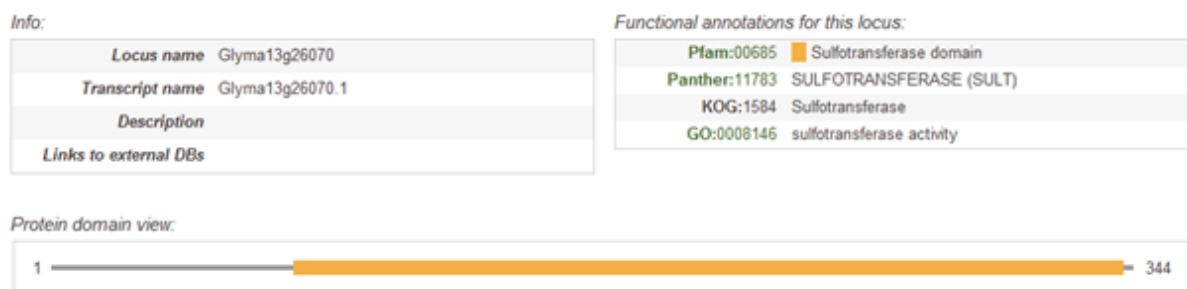 Info:
Locus name Glyma13g26070
Transcript name Glyma13g26070.1
Description
Links to external DBs
Functional annotations for this locus:
Pfam:00685 Sulfotransferase domain
Panther:11783 SULFOTRANSFERASE (SULT)
KOG:1584 Sulfotransferase
GO:0008146 sulfotransferase activity
Protein domain view:
1 344